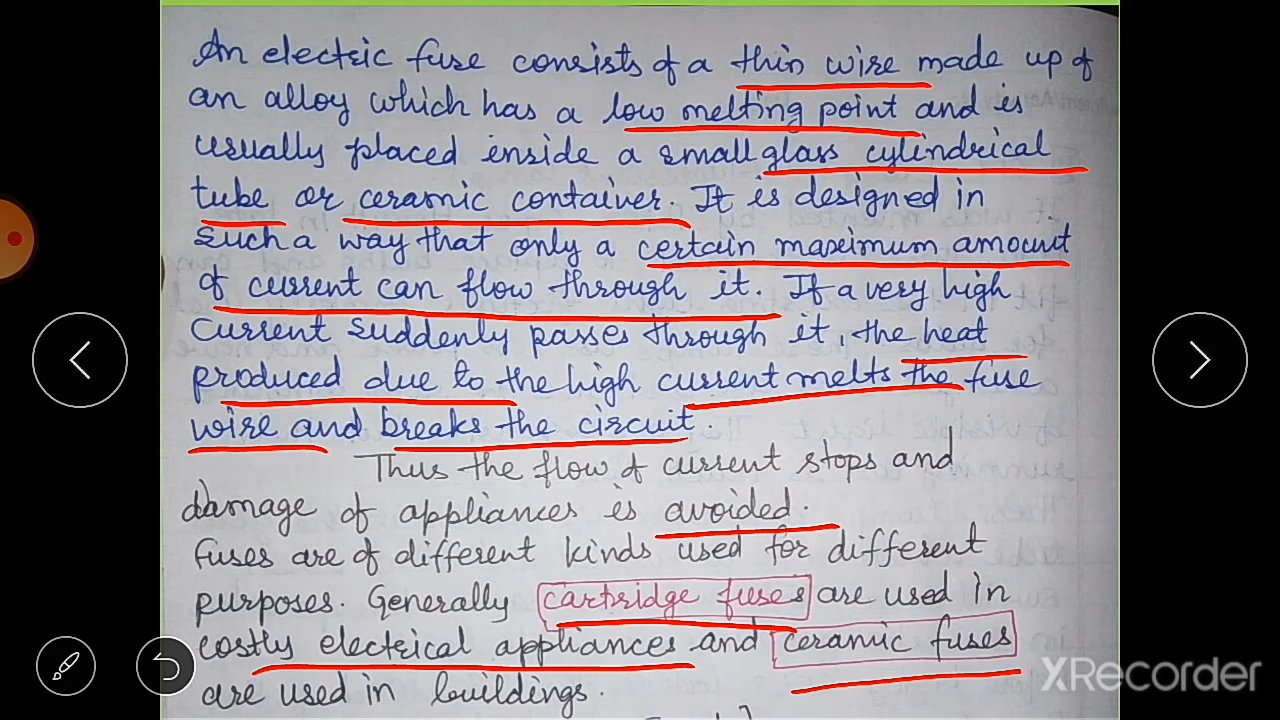 An electric fuse consists of a thin wire made up of
an alloy which has a low melting point and is
usually placed inside a small glass cylindrical
tube or ceramic container. It is designed in
such a way that only a certain maximum amount
of current can flow through it. If a very high
current suddenly passes through it, the heat
produced due to the high current melts the fuse
wire and breaks the circuit.
Thus the flow of current stops and
damage of appliances is avoided.
Fuses are of different kinds used for different
purposes. Generally cartridge fuses are used in
costly electrical appliances and ceramic fuses
are used in buildings.
XRecorder